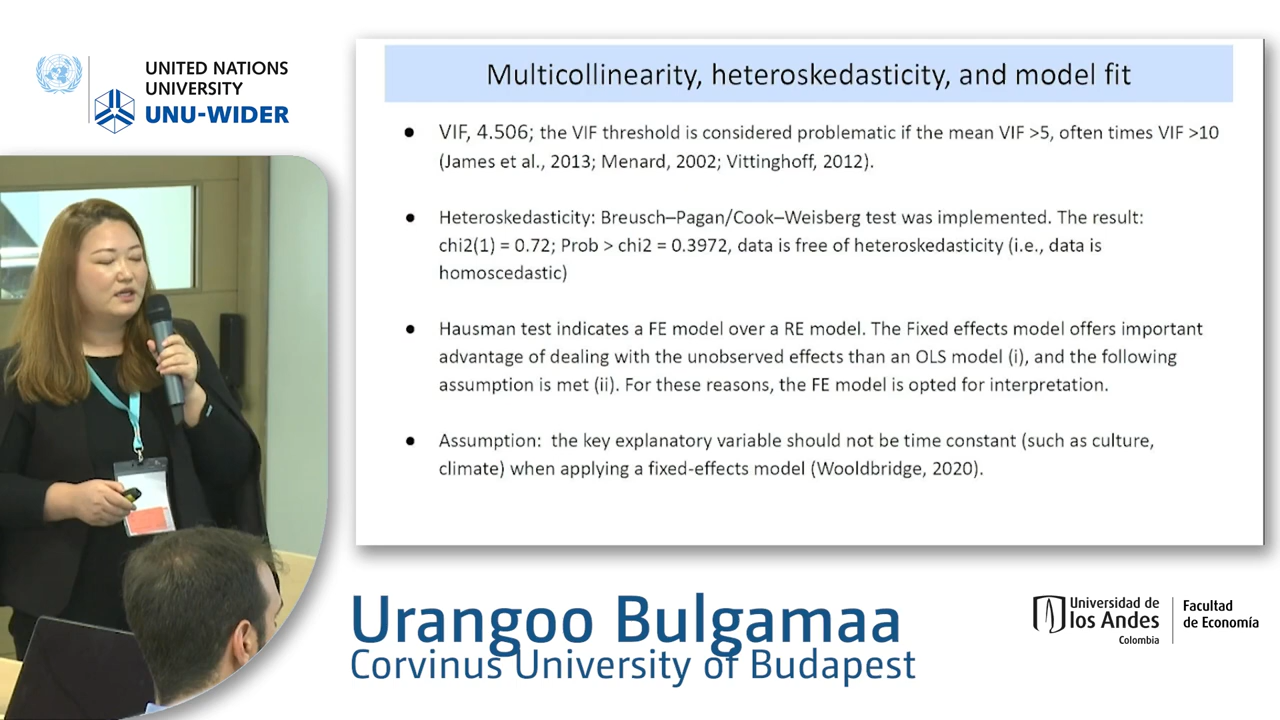 UNITED NATIONS
UNIVERSITY
UNU-WIDER
Multicollinearity, heteroskedasticity, and model fit
● VIF, 4.506; the VIF threshold is considered problematic if the mean VIF >5, often times VIF >10
(James et al., 2013; Menard, 2002; Vittinghoff, 2012).
● Heteroskedasticity: Breusch–Pagan/Cook–Weisberg test was implemented. The result:
chi2(1) = 0.72; Prob > chi2 = 0.3972, data is free of heteroskedasticity (i.e., data is
homoscedastic)
● Hausman test indicates a FE model over a RE model. The Fixed effects model offers important
advantage of dealing with the unobserved effects than an OLS model (i), and the following
assumption is met (ii). For these reasons, the FE model is opted for interpretation.
● Assumption: the key explanatory variable should not be time constant (such as culture,
climate) when applying a fixed-effects model (Wooldbridge, 2020).
Urangoo Bulgamaa
Corvinus University of Budapest
Universidad de
los Andes
Colombia
Facultad
de Economía